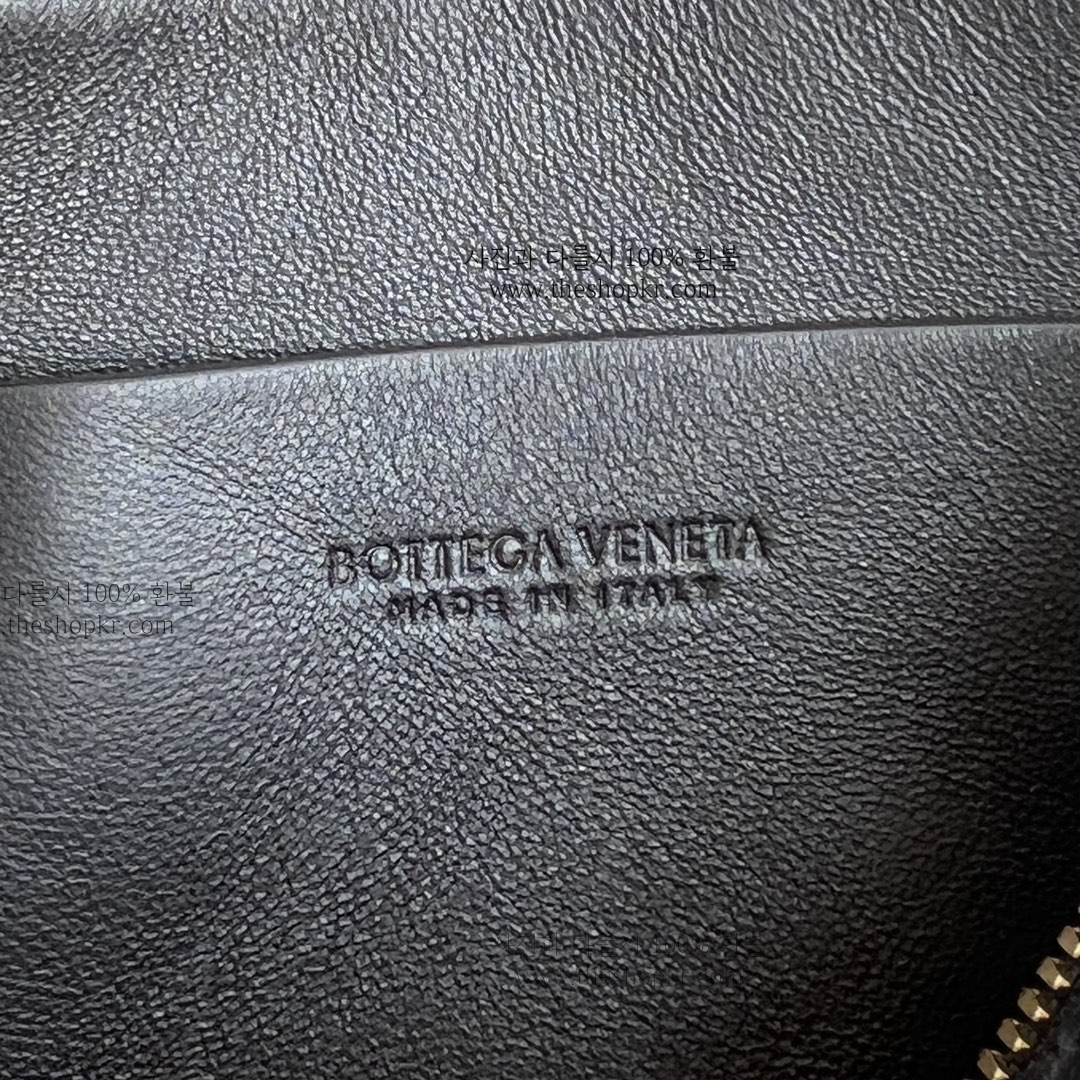 사진과 다를시 100% 환불
www.theshopkr.com
BOTTEGA VENETA
MADE IN ITALY
다를시 100% 환불
theshopkr.com